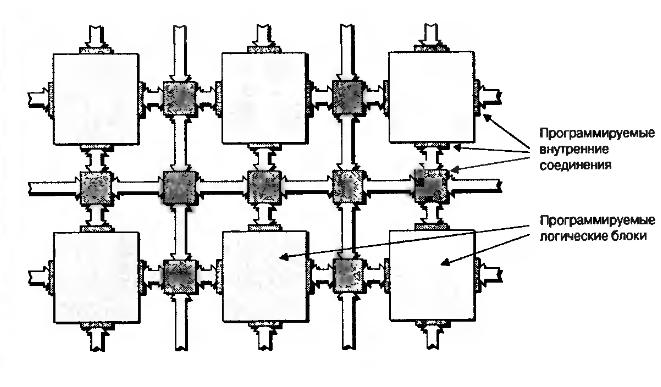 Программируемые
внутренние
соединения
Программируемые
логические блоки